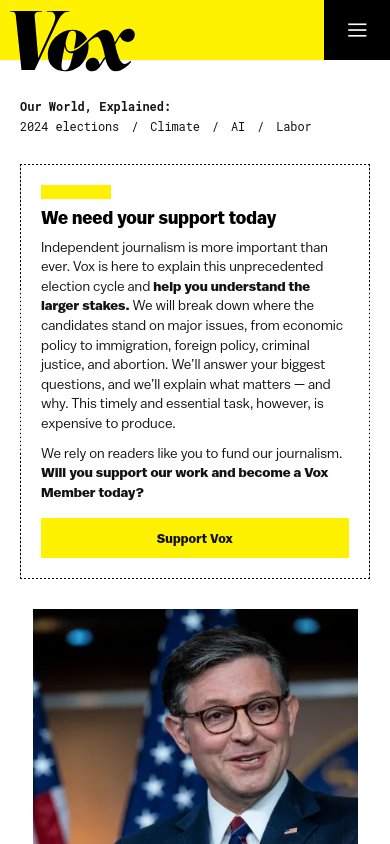 Vox
Our World, Explained:
2024 elections / Climate / AI / Labor
We need your support today
Independent journalism is more important than
ever. Vox is here to explain this unprecedented
election cycle and help you understand the
larger stakes. We will break down where the
candidates stand on major issues, from economic
policy to immigration, foreign policy, criminal
justice, and abortion. We’ll answer your biggest
questions, and we’ll explain what matters — and
why. This timely and essential task, however, is
expensive to produce.
We rely on readers like you to fund our journalism.
Will you support our work and become a Vox
Member today?
Support Vox